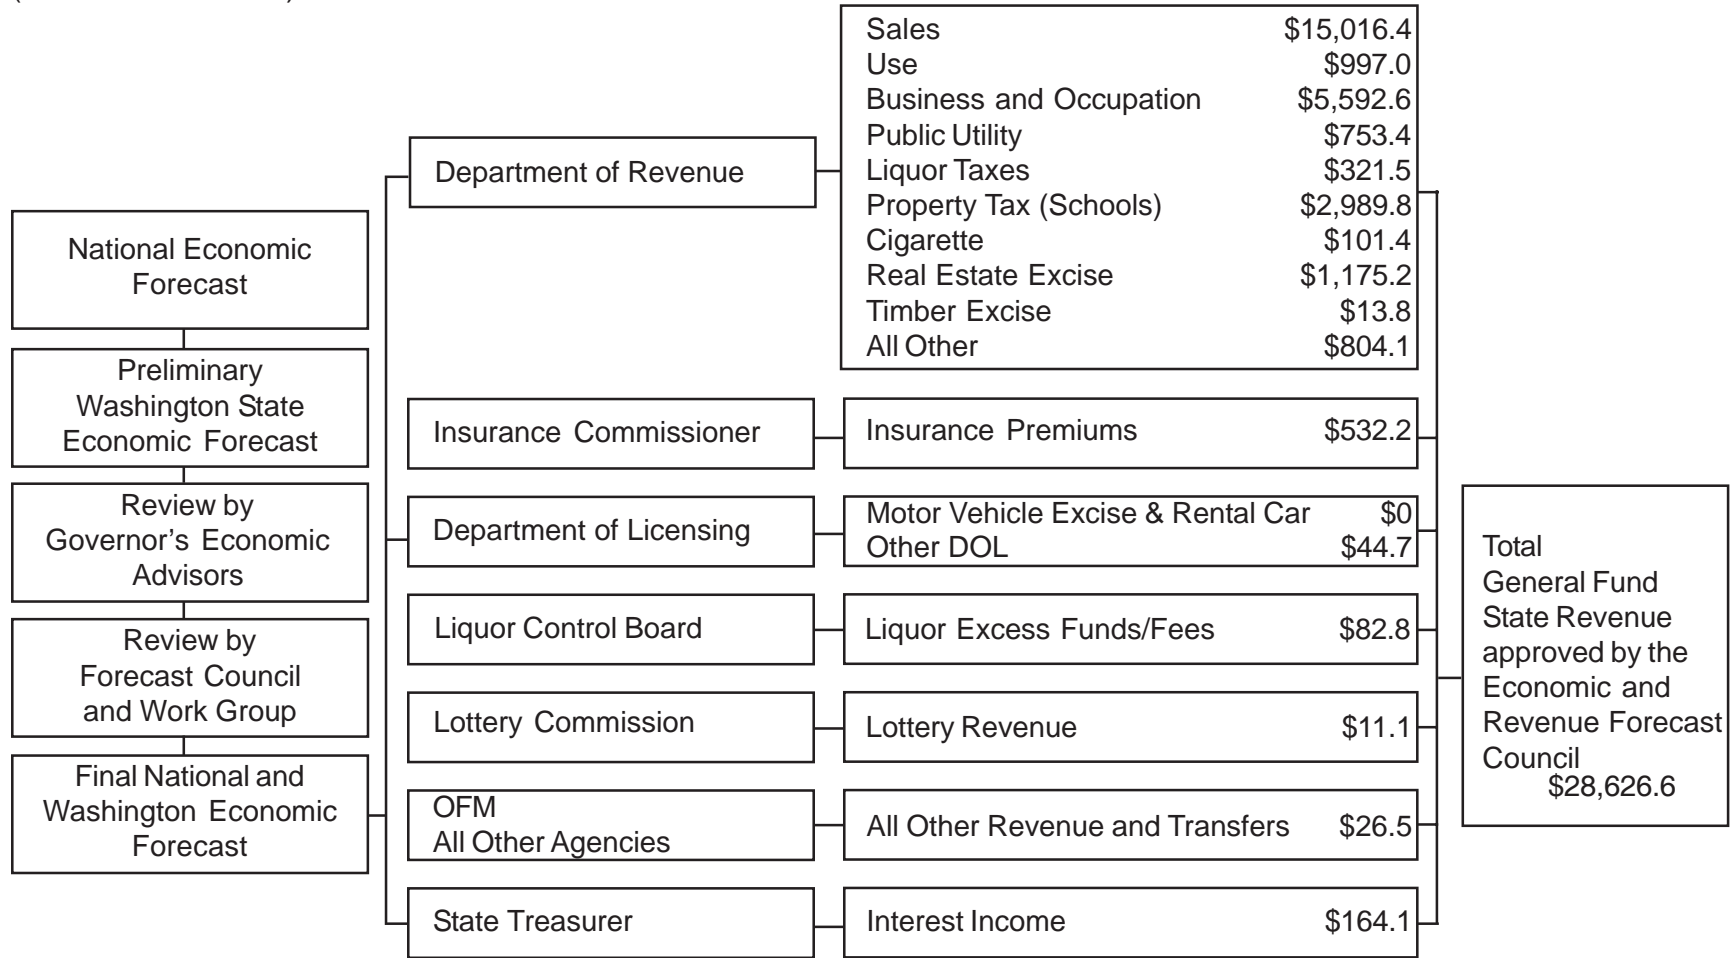 Sales $15,016.4
Use $997.0
Business and Occupation $5,592.6
Public Utility $753.4
Liquor Taxes $321.5
Property Tax (Schools) $2,989.8
Cigarette $101.4
Real Estate Excise $1,175.2
Timber Excise $13.8
All Other $804.1
Department of Revenue
National Economic
Forecast
Preliminary
Washington State
Economic Forecast
Review by
Governor’s Economic
Advisors
Review by
Forecast Council
and Work Group
Final National and
Washington Economic
Forecast
Insurance Commissioner
Insurance Premiums $532.2
Department of Licensing
Motor Vehicle Excise & Rental Car $0
Other DOL $44.7
Liquor Control Board
Liquor Excess Funds/Fees $82.8
Lottery Commission
Lottery Revenue $11.1
OFM
All Other Agencies
All Other Revenue and Transfers $26.5
State Treasurer
Interest Income $164.1
Total
General Fund
State Revenue
approved by the
Economic and
Revenue Forecast
Council
$28,626.6